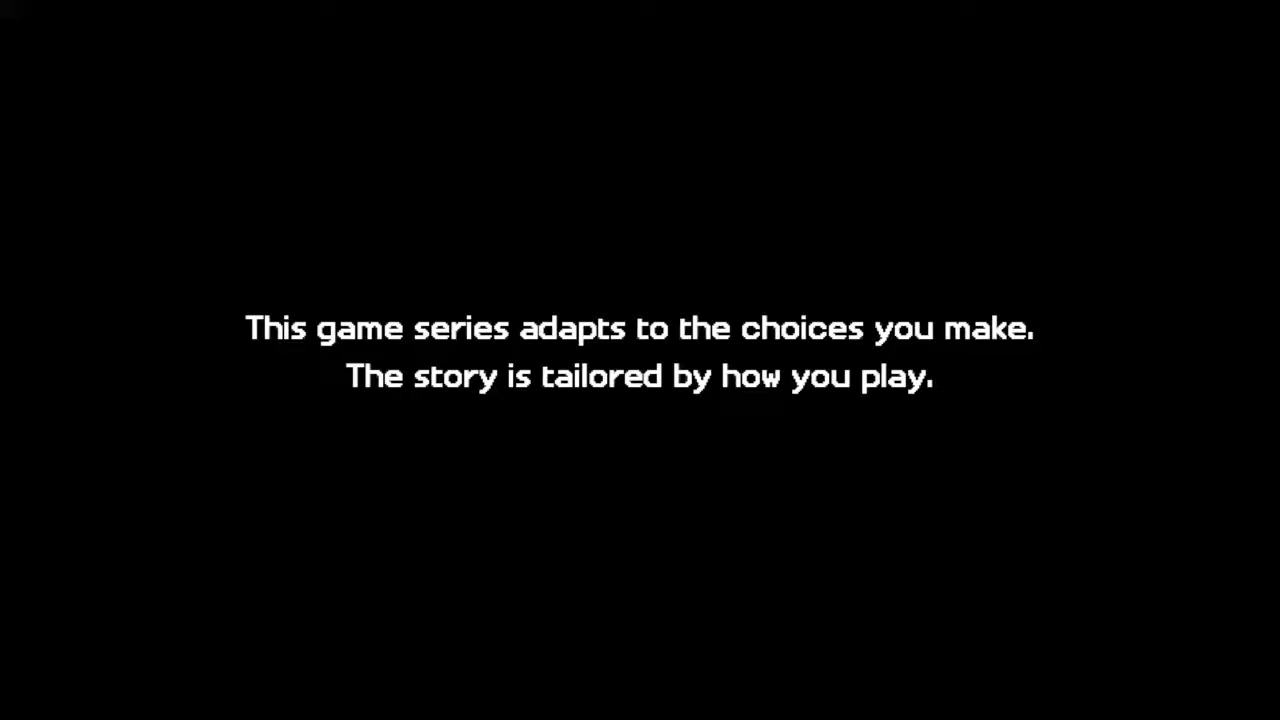 This game series adapts to the choices you make.
The story is tailored by how you play.